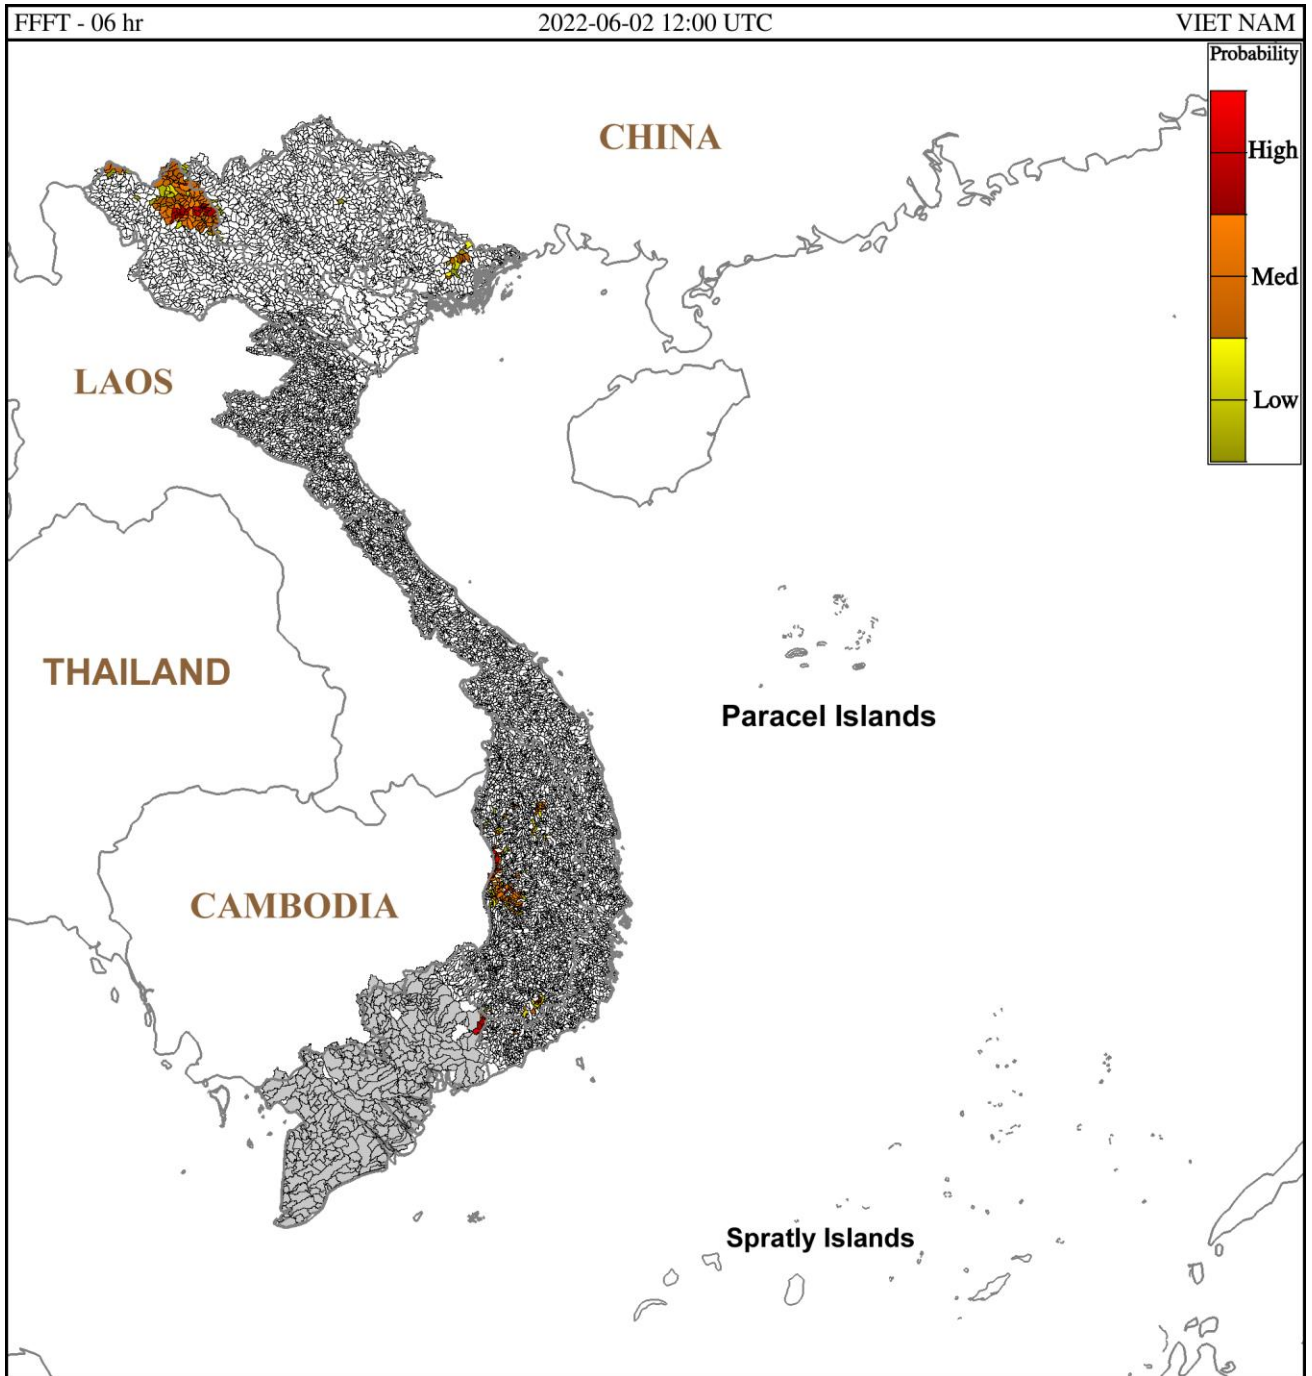 FFFT - 06 hr
2022-06-02 12:00 UTC
VIET NAM
Probability
High
Med
Low
CHINA
LAOS
THAILAND
Paracel Islands
CAMBODIA
Spratly Islands